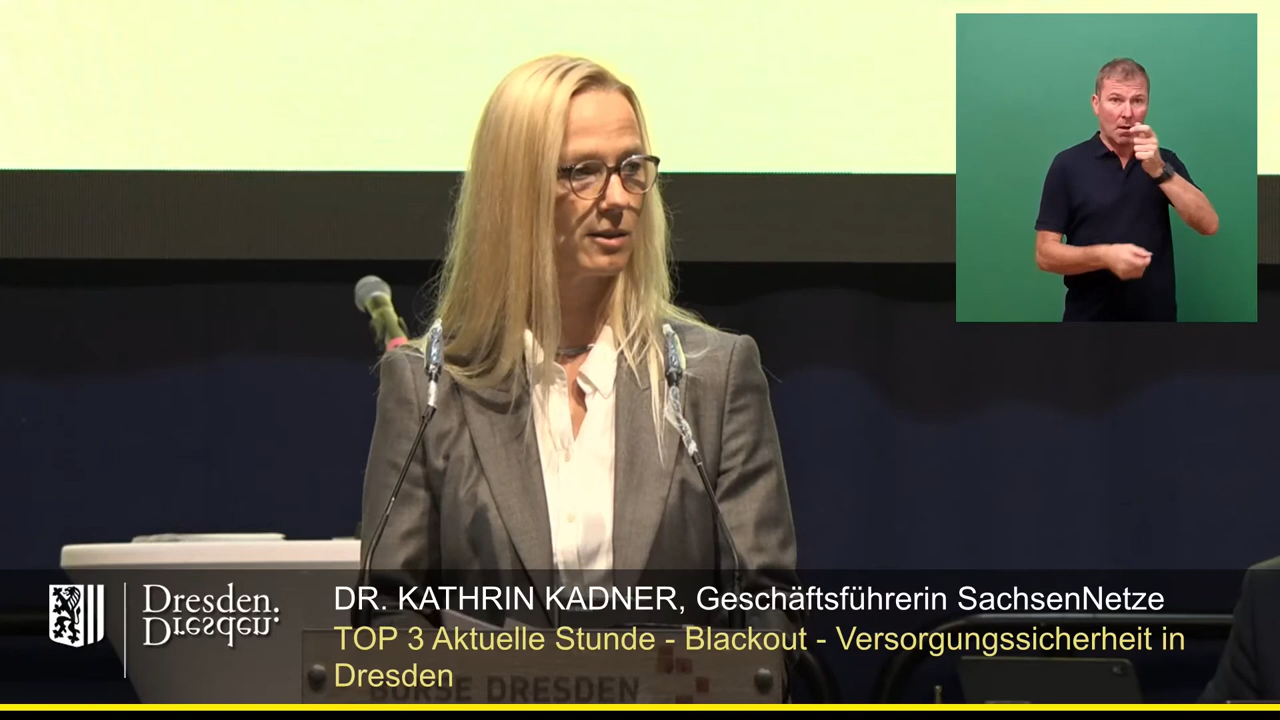 Dresden.
Dresden.
DR. KATHRIN KADNER, Geschäftsführerin SachsenNetze
TOP 3 Aktuelle Stunde - Blackout - Versorgungssicherheit in
Dresden
BÖRSE DRESDEN